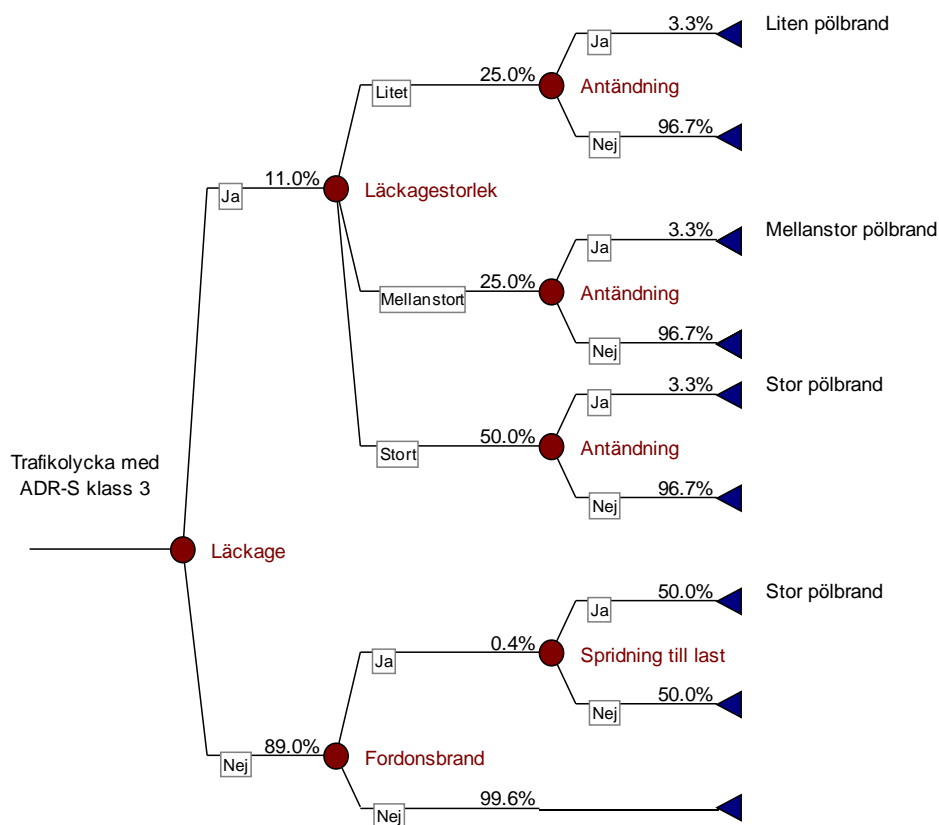 3.3%
Liten pölbrand
Ja
25.0%
Antändning
Litet
96.7%
Nej
11.0%
Läckagestorlek
Ja
3.3%
Mellanstor pölbrand
Ja
25.0%
Antändning
Mellanstort
96.7%
Nej
3.3%
Stor pölbrand
Ja
50.0%
Antändning
Stort
Trafikolycka med
ADR-S klass 3
96.7%
Nej
Läckage
50.0%
Stor pölbrand
Ja
0.4%
Spridning till last
Ja
50.0%
Nej
89.0%
Fordonsbrand
Nej
99.6%
Nej